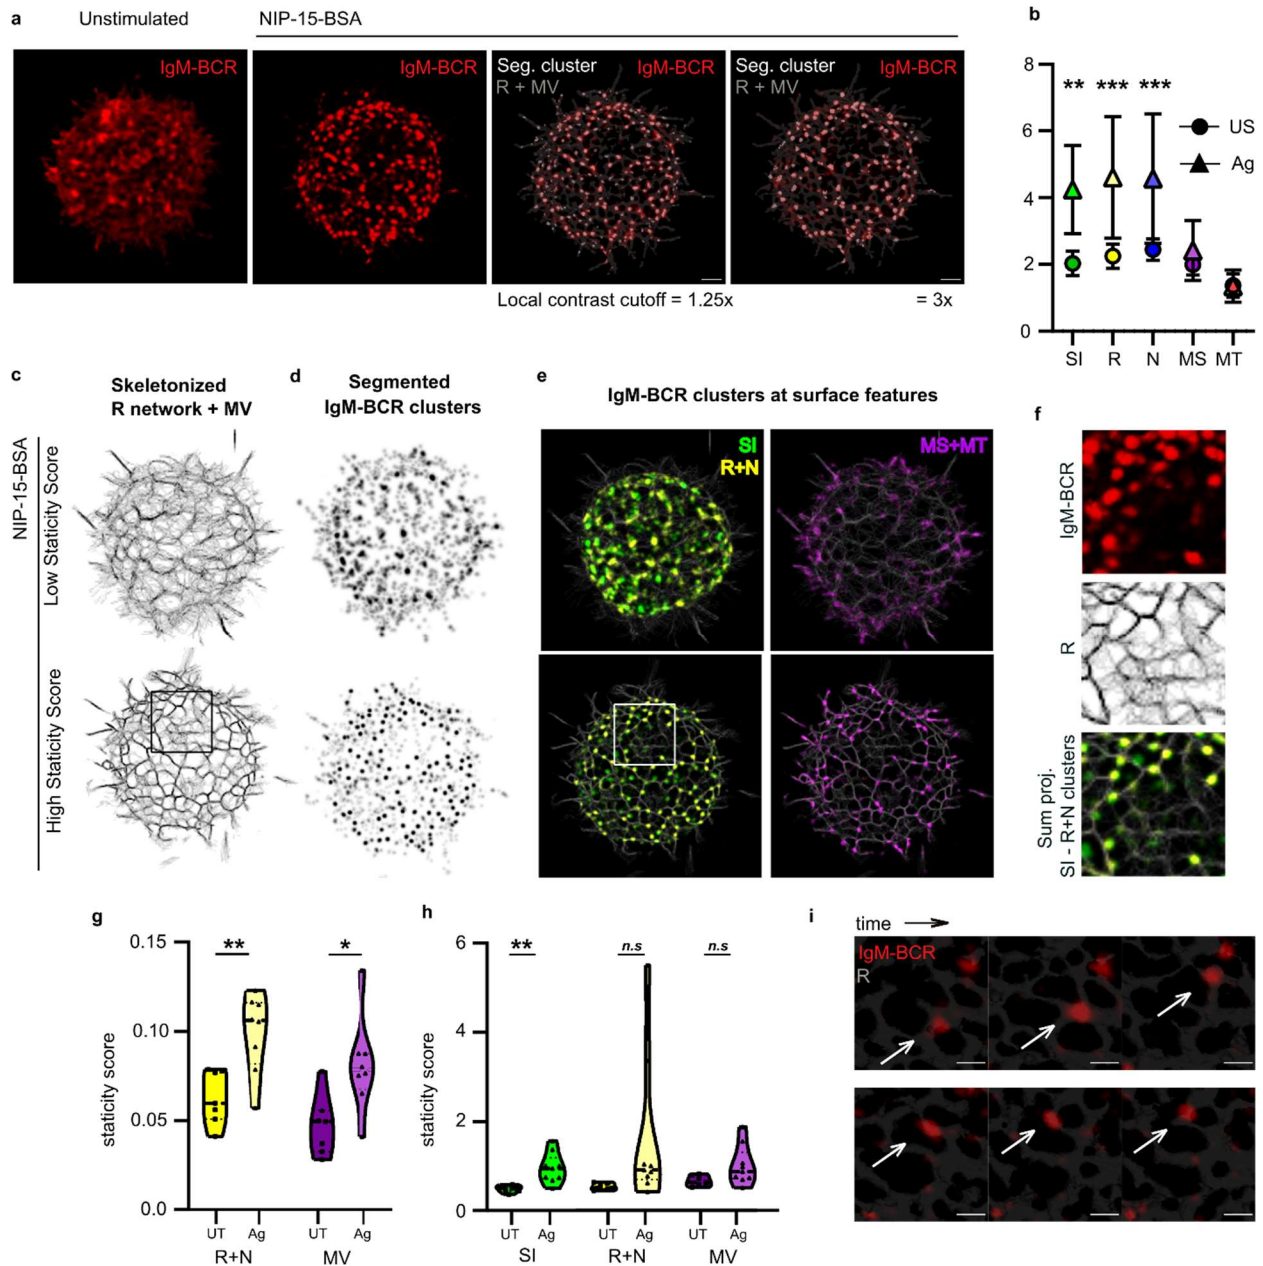 a
Unstimulated
NIP-15-BSA
IgM-BCR
IgM-BCR
Seg. cluster
IgM-BCR
R + MV
Seg. cluster
IgM-BCR
R + MV
Local contrast cutoff = 1.25x
= 3x
b
8
6
4
2
0
** *** ***
US
Ag
SI R N MS MT
c
Skeletonized
R network + MV
d
Segmented
IgM-BCR clusters
e
IgM-BCR clusters at surface features
NIP-15-BSA
Low Staticity Score
High Staticity Score
SI
R+N
MS+MT
f
IgM-BCR
R
Sum proj.
SI - R+N clusters
g
staticity score
0.15
0.10
0.05
0.0
**
*
UT Ag UT Ag
R+N MV
h
staticity score
6
4
2
0
**
n.s
n.s
UT Ag UT Ag UT Ag
SI R+N MV
i
time
IgM-BCR
R